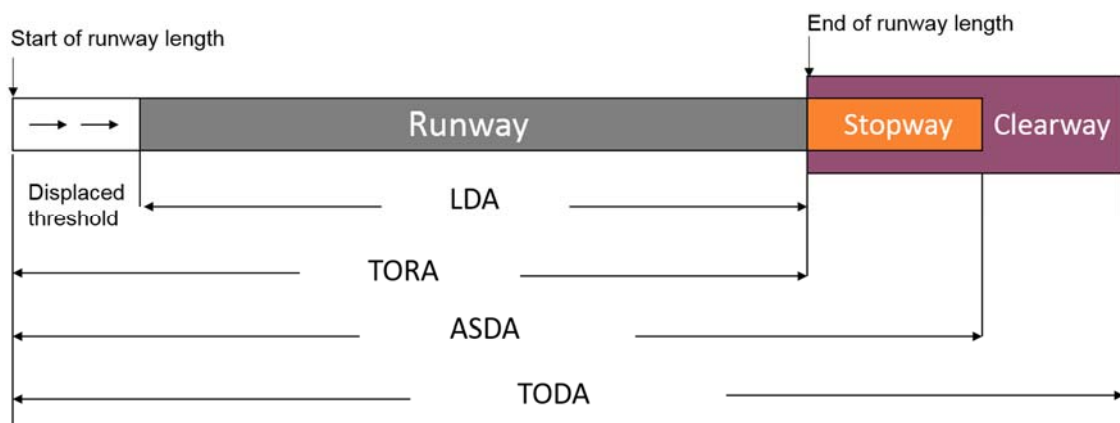 Start of runway length
End of runway length
Runway
Stopway
Clearway
Displaced
threshold
LDA
TORA
ASDA
TODA